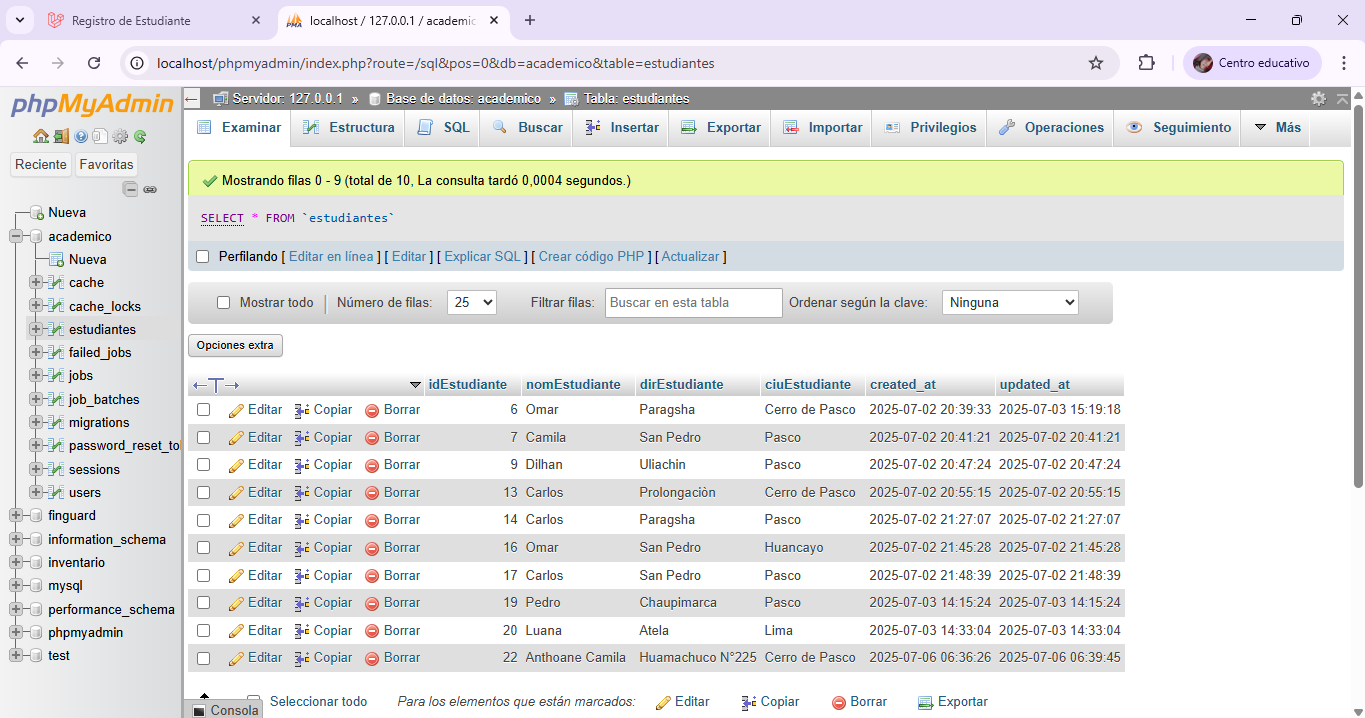 Registro de Estudiante
localhost / 127.0.0.1 / academic
localhost/phpmyadmin/index.php?route=/sql&pos=0&db=academico&table=estudiantes
Centro educativo
phpMyAdmin
Reciente Favoritas
Nueva
academico
Nueva
cache
cache_locks
estudiantes
failed_jobs
jobs
job_batches
migrations
password_reset_to
sessions
users
finguard
information_schema
inventario
mysql
performance_schema
phpmyadmin
test
Servidor: 127.0.0.1 » Base de datos: academico » Tabla: estudiantes
Examinar Estructura SQL Buscar Insertar Exportar Importar Privilegios Operaciones Seguimiento Más
Mostrando filas 0 - 9 (total de 10, La consulta tardó 0,0004 segundos.)
SELECT * FROM `estudiantes`
Perfilando [ Editar en línea ] [ Editar ] [ Explicar SQL ] [ Crear código PHP ] [ Actualizar ]
Mostrar todo Número de filas: 25 Filtrar filas: Buscar en esta tabla Ordenar según la clave: Ninguna
Opciones extra
←T→ idEstudiante nomEstudiante dirEstudiante ciuEstudiante created_at updated_at
Editar Copiar Borrar 6 Omar Paragsha Cerro de Pasco 2025-07-02 20:39:33 2025-07-03 15:19:18
Editar Copiar Borrar 7 Camila San Pedro Pasco 2025-07-02 20:41:21 2025-07-02 20:41:21
Editar Copiar Borrar 9 Dilhan Uliachin Pasco 2025-07-02 20:47:24 2025-07-02 20:47:24
Editar Copiar Borrar 13 Carlos Prolongaciòn Cerro de Pasco 2025-07-02 20:55:15 2025-07-02 20:55:15
Editar Copiar Borrar 14 Carlos Paragsha Pasco 2025-07-02 21:27:07 2025-07-02 21:27:07
Editar Copiar Borrar 16 Omar San Pedro Huancayo 2025-07-02 21:45:28 2025-07-02 21:45:28
Editar Copiar Borrar 17 Carlos San Pedro Pasco 2025-07-02 21:48:39 2025-07-02 21:48:39
Editar Copiar Borrar 19 Pedro Chaupimarca Pasco 2025-07-03 14:15:24 2025-07-03 14:15:24
Editar Copiar Borrar 20 Luana Atela Lima 2025-07-03 14:33:04 2025-07-03 14:33:04
Editar Copiar Borrar 22 Anthoane Camila Huamachuco N°225 Cerro de Pasco 2025-07-06 06:36:26 2025-07-06 06:39:45
Seleccionar todo Para los elementos que están marcados: Editar Copiar Borrar Exportar
Consola